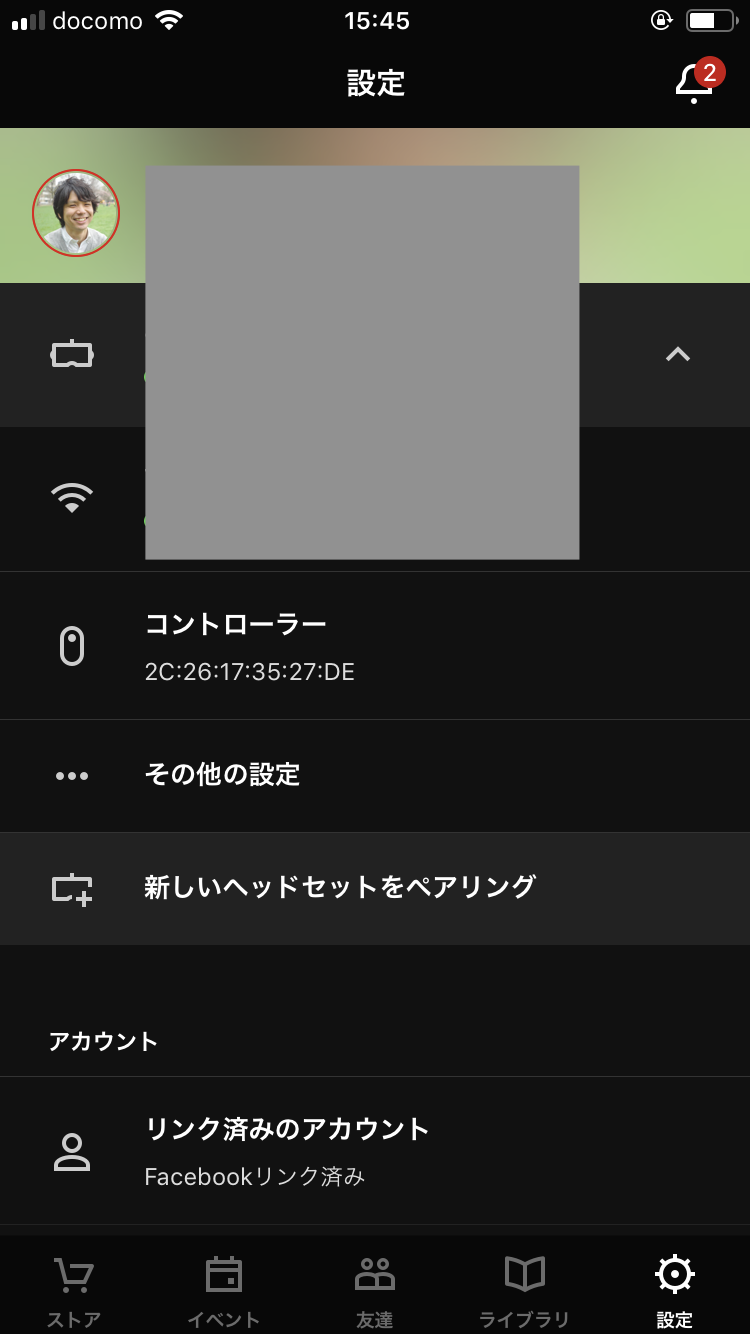 docomo 15:45
設定
2
コントローラー
2C:26:17:35:27:DE
その他の設定
新しいヘッドセットをペアリング
アカウント
リンク済みのアカウント
Facebookリンク済み
ストア イベント 友達 ライブラリ 設定